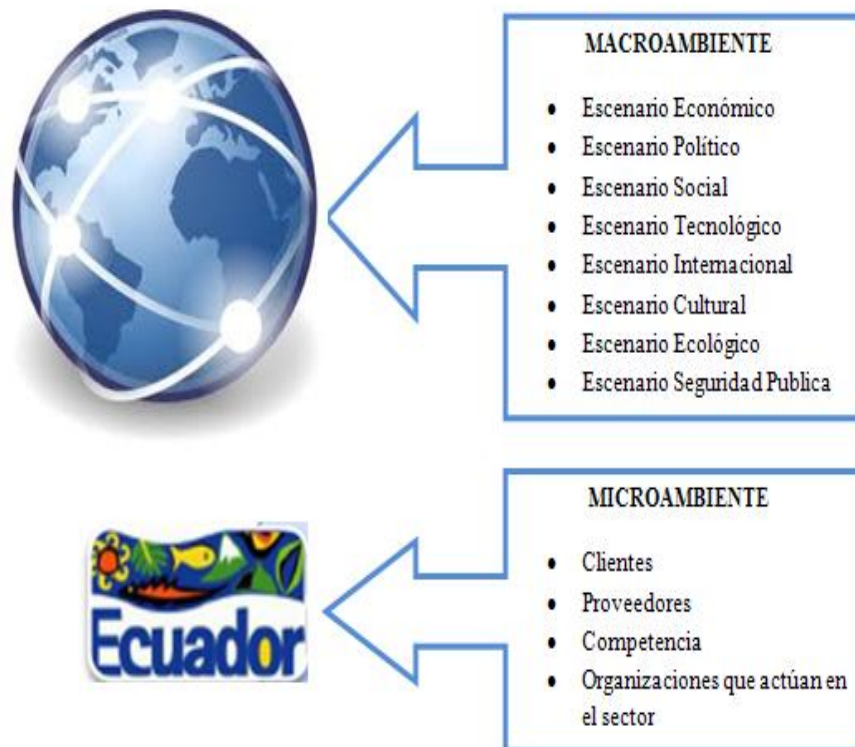 MACROAMBIENTE
• Escenario Económico
• Escenario Político
• Escenario Social
• Escenario Tecnológico
• Escenario Internacional
• Escenario Cultural
• Escenario Ecológico
• Escenario Seguridad Publica
MICROAMBIENTE
• Clientes
• Proveedores
• Competencia
• Organizaciones que actúan en
el sector
Ecuador